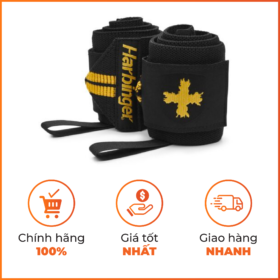 Harbinger
Chính hãng
100%
Giá tốt
NHẤT
Giao hàng
NHANH